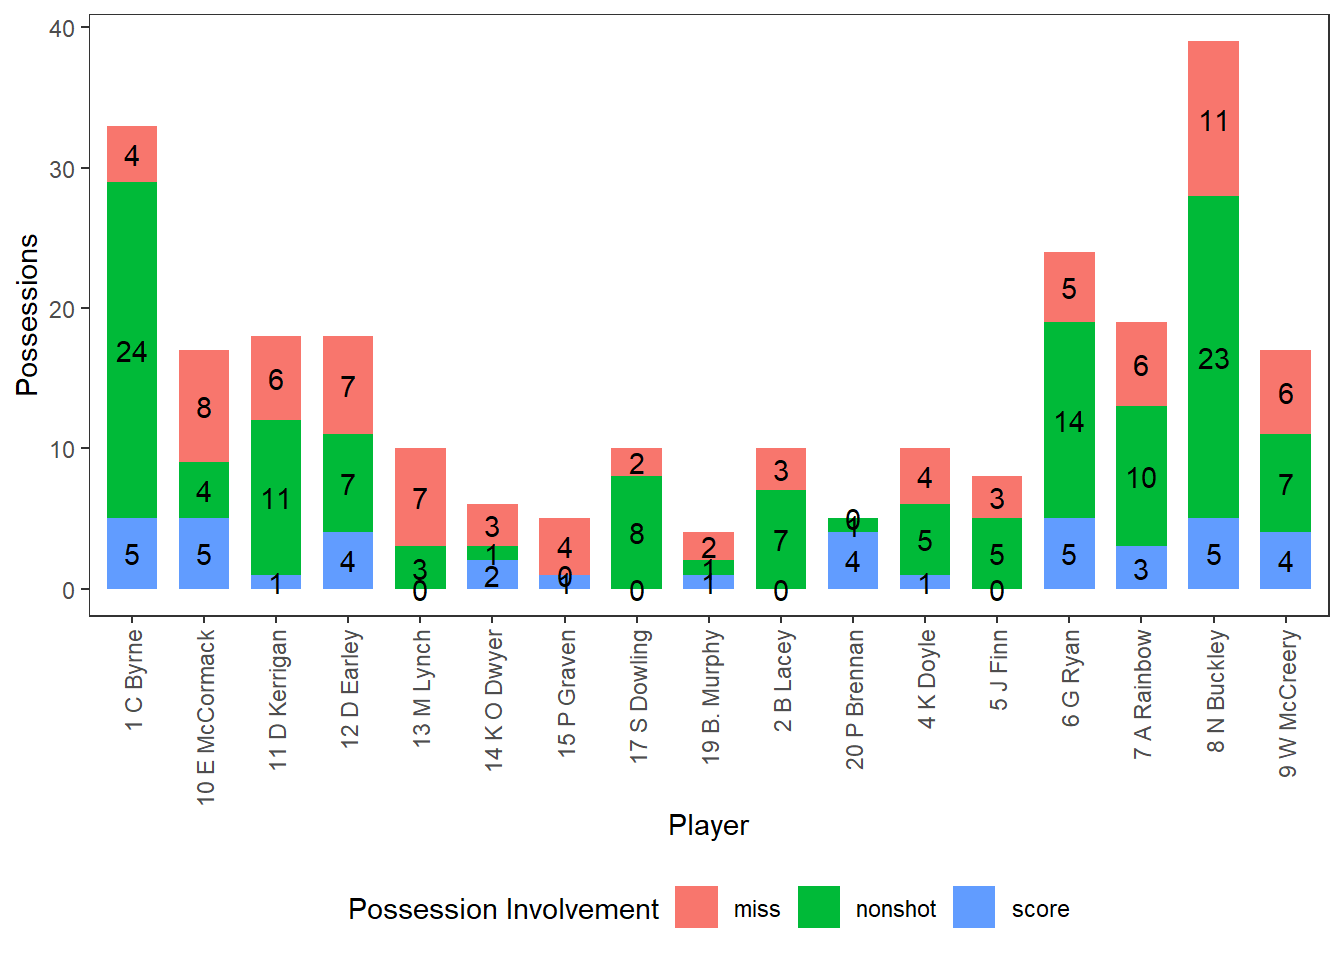 40
30
20
10
0
Possessions
4
24
5
8
4
5
6
11
1
7
7
4
7
3
0
3
1
2
4
0
1
2
8
0
2
1
1
3
7
0
0
1
4
4
5
1
3
5
0
5
14
5
6
10
3
11
23
5
6
7
4
1 C Byrne
10 E McCormack
11 D Kerrigan
12 D Earley
13 M Lynch
14 K O Dwyer
15 P Graven
17 S Dowling
19 B. Murphy
2 B Lacey
20 P Brennan
4 K Doyle
5 J Finn
6 G Ryan
7 A Rainbow
8 N Buckley
9 W McCreery
Player
Possession Involvement miss nonshot score